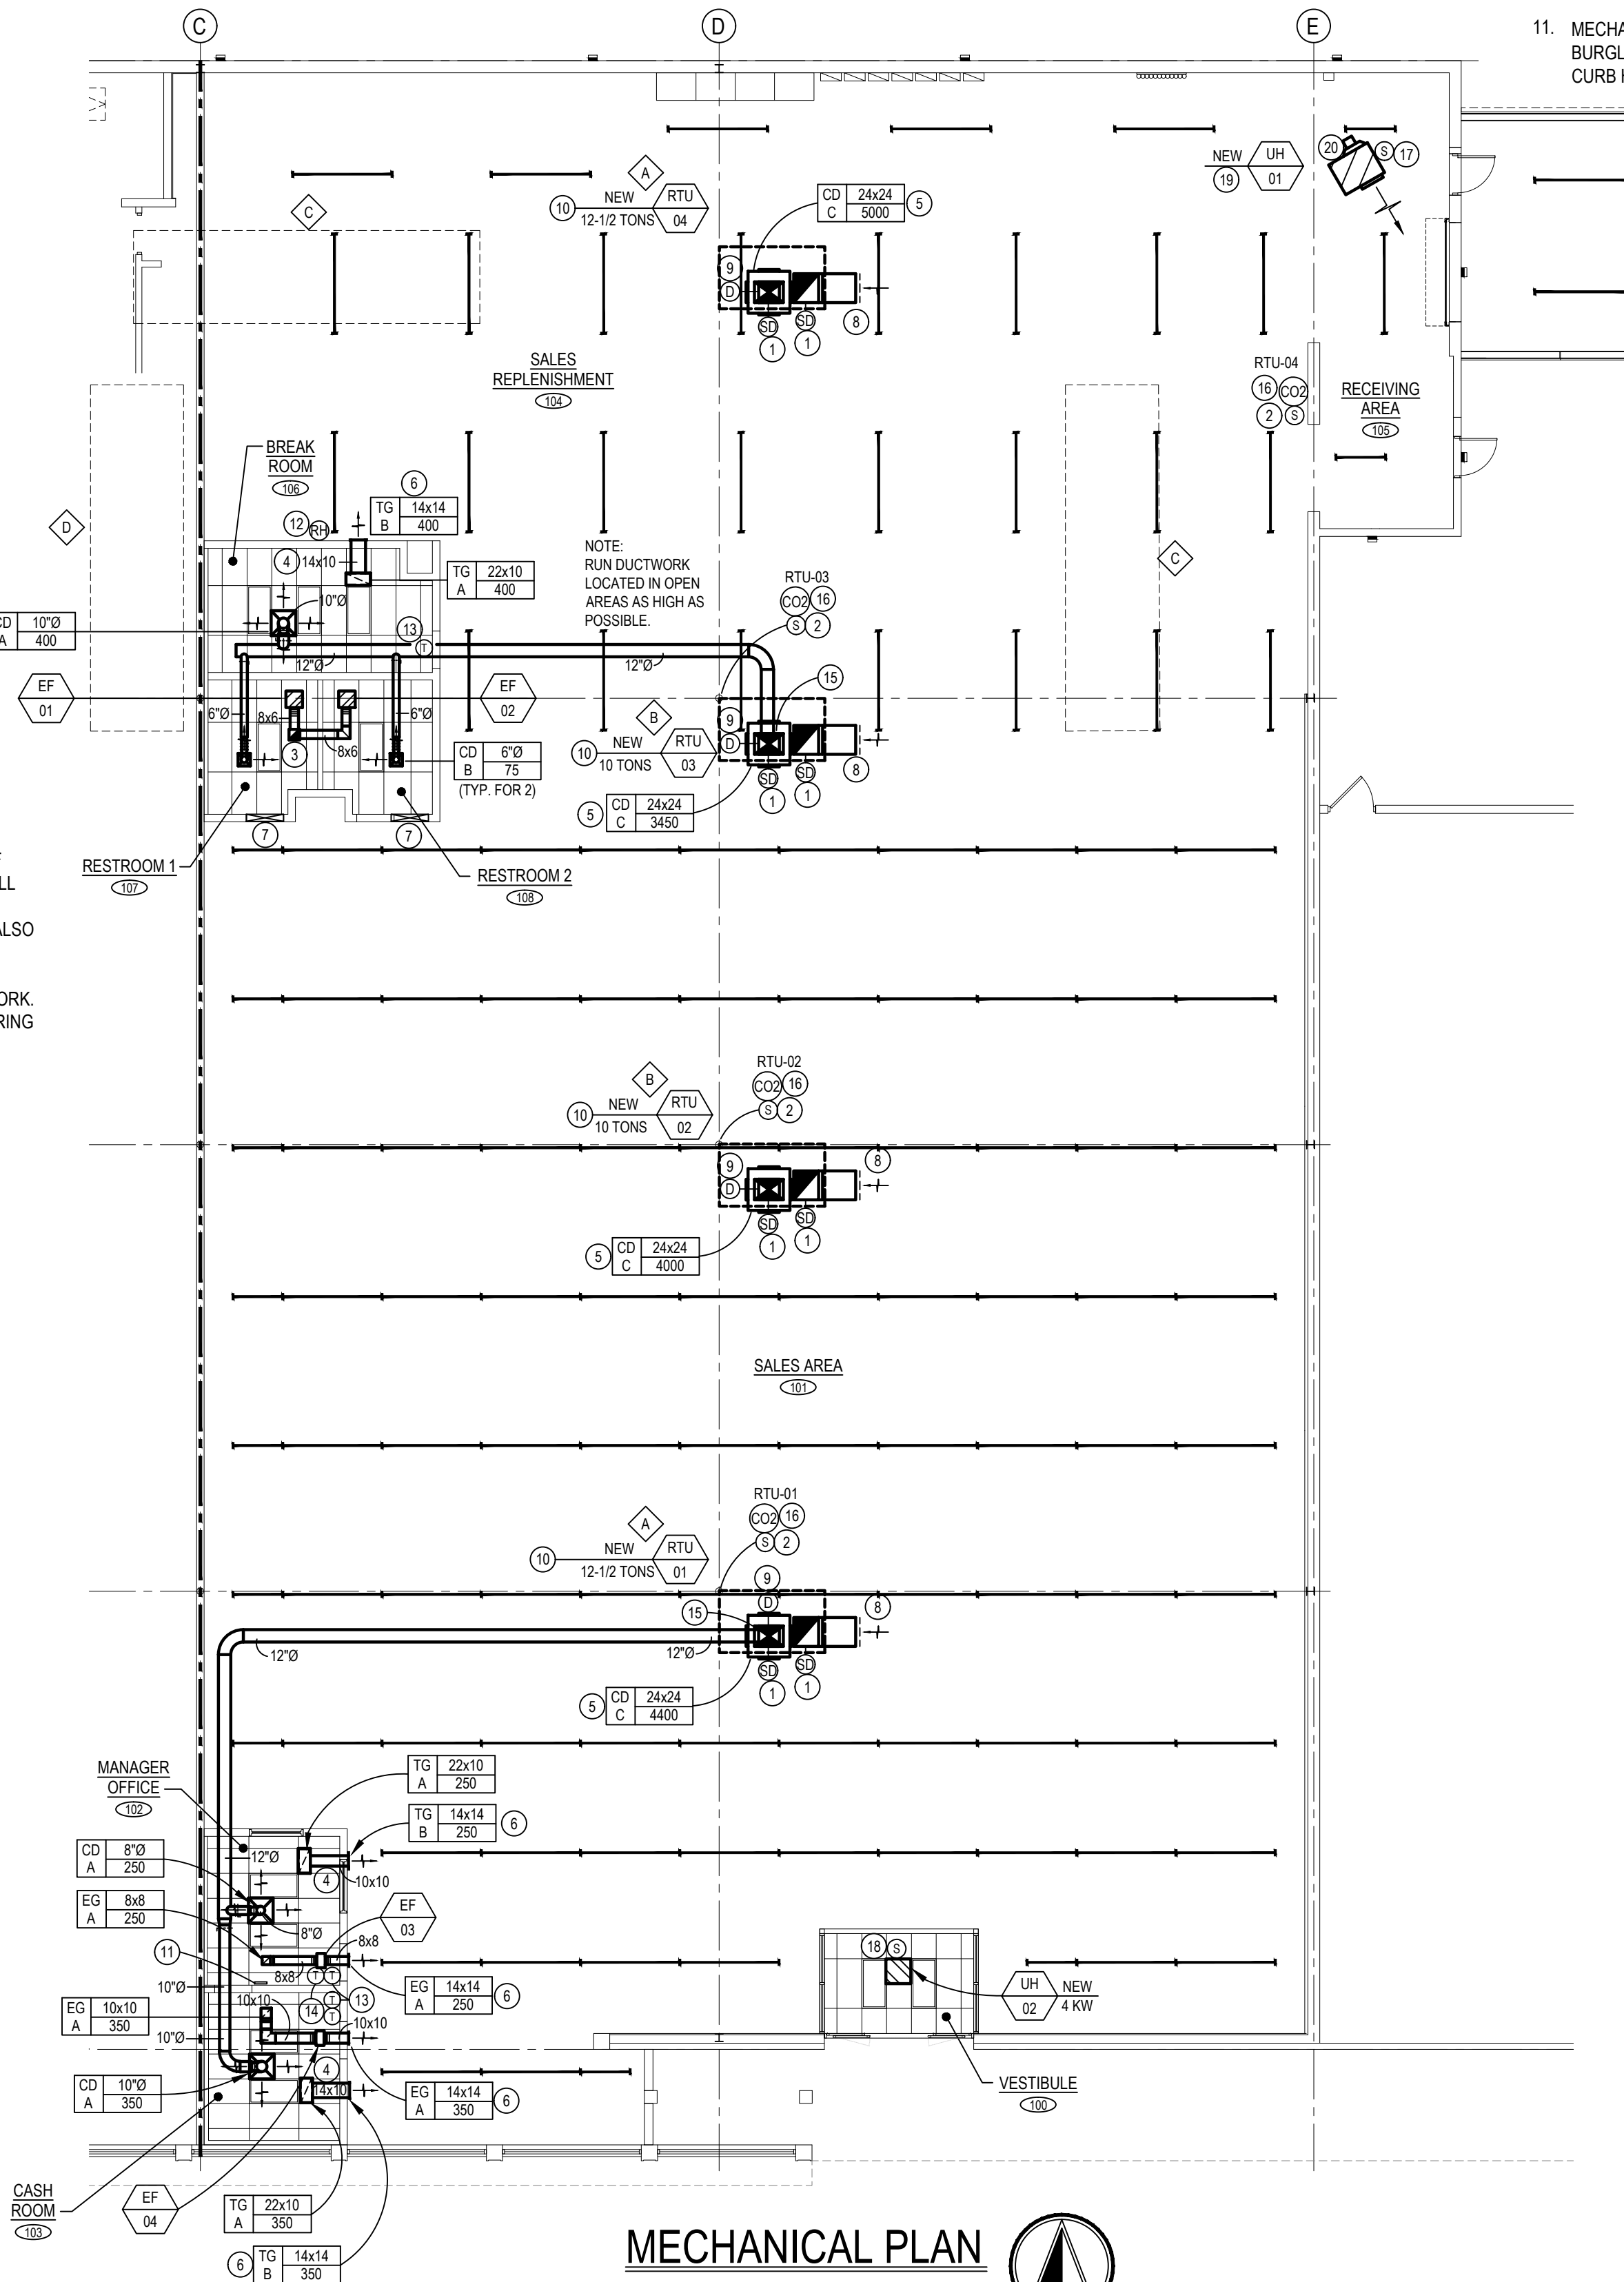 C
D
E
11. MECHA
BURGL
CURB
NEW
19
UH
01
20
S
17
A
10
NEW
12-1/2 TONS
RTU
04
CD 24x24
C 5000
5
C
9
D
SD
SD
1
1
8
SALES
REPLENISHMENT
104
RTU-04
16
CO2
2
S
RECEIVING
AREA
105
BREAK
ROOM
106
6
TG 14x14
B 400
12
RH
D
4
14x10
TG 22x10
A 400
NOTE:
RUN DUCTWORK
LOCATED IN OPEN
AREAS AS HIGH AS
POSSIBLE.
C
RTU-03
CO2
16
S
2
CD 10"Ø
A 400
10"Ø
13
T
12"Ø
12"Ø
15
EF
01
EF
02
6"Ø
8x6
6"Ø
3
8x6
CD 6"Ø
B 75
(TYP. FOR 2)
B
10
NEW
10 TONS
RTU
03
9
D
SD
SD
1
1
8
5
CD 24x24
C 3450
7
7
RESTROOM 1
107
RESTROOM 2
108
LL
ALSO
ORK.
RING
RTU-02
CO2
16
S
2
B
10
NEW
10 TONS
RTU
02
9
D
SD
SD
1
1
8
5
CD 24x24
C 4000
SALES AREA
101
RTU-01
CO2
16
S
2
A
10
NEW
12-1/2 TONS
RTU
01
9
D
15
8
12"Ø
12"Ø
SD
SD
1
1
5
CD 24x24
C 4400
MANAGER
OFFICE
102
TG 22x10
A 250
TG 14x14
B 250
6
CD 8"Ø
A 250
12"Ø
4
10x10
EG 8x8
A 250
8"Ø
EF
03
8x8
11
8x8
T
T
10"Ø
10x10
14
T
T
13
EG 14x14
A 250
6
EG 10x10
A 350
10"Ø
10x10
4
14x10
CD 10"Ø
A 350
EG 14x14
A 350
6
18
S
UH
02
NEW
4 KW
VESTIBULE
100
CASH
ROOM
103
EF
04
TG 22x10
A 350
6
TG 14x14
B 350
MECHANICAL PLAN